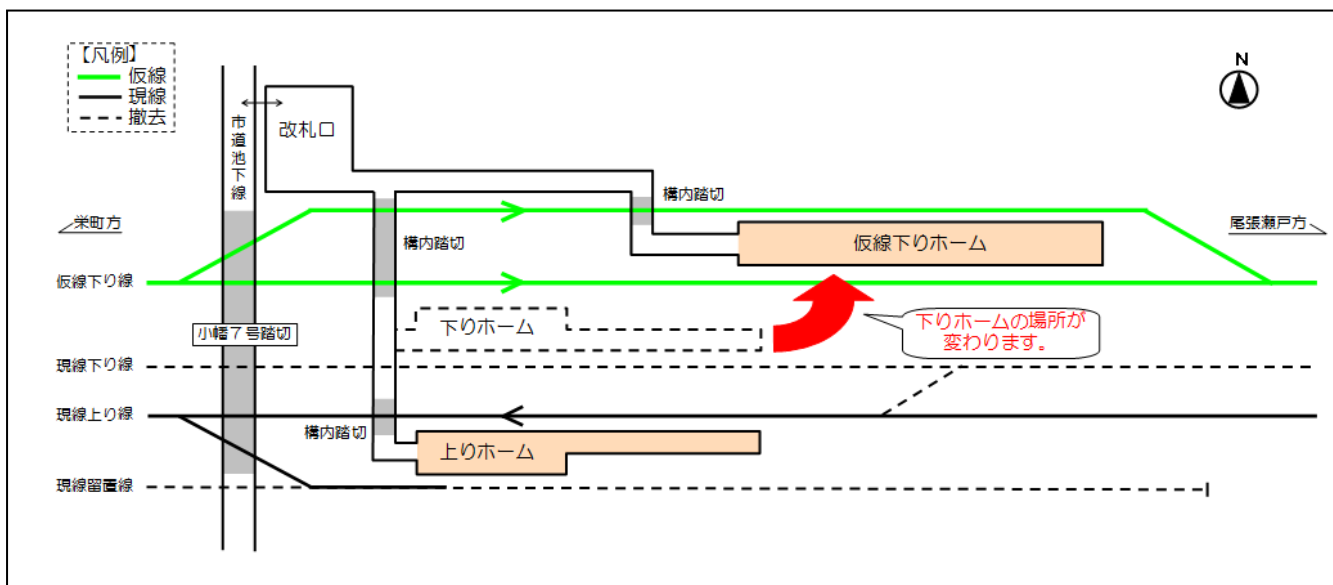 【凡例】
仮線
現線
撤去
N
市道池下線
改札口
構内踏切
栄町方
尾張瀬戸方
構内踏切
仮線下りホーム
仮線下り線
小幡7号踏切
下りホーム
下りホームの場所が
変わります。
現線下り線
現線上り線
構内踏切
上りホーム
現線留置線